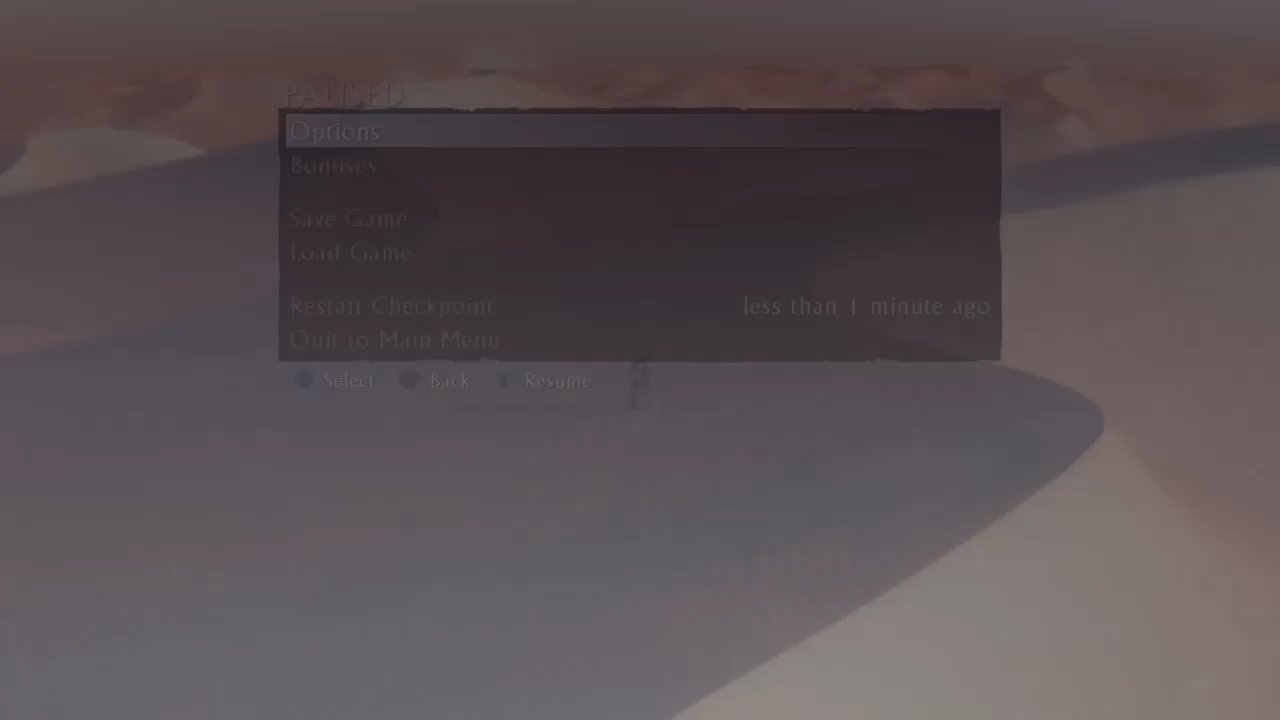 PAUSED
Options
Bonuses
Save Game
Load Game
Restart Checkpoint less than 1 minute ago
Quit to Main Menu
Select Back Resume